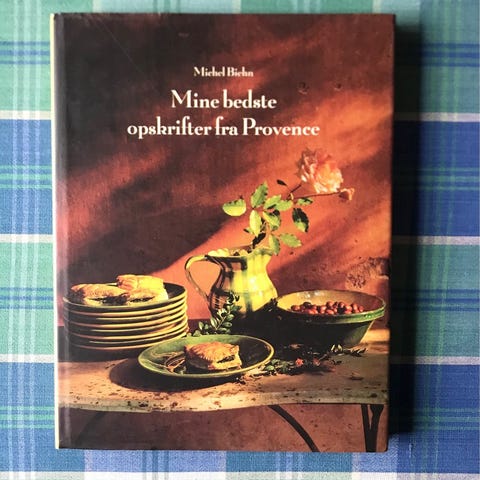 Michel Biehn
Mine bedste
opskrifter fra Provence